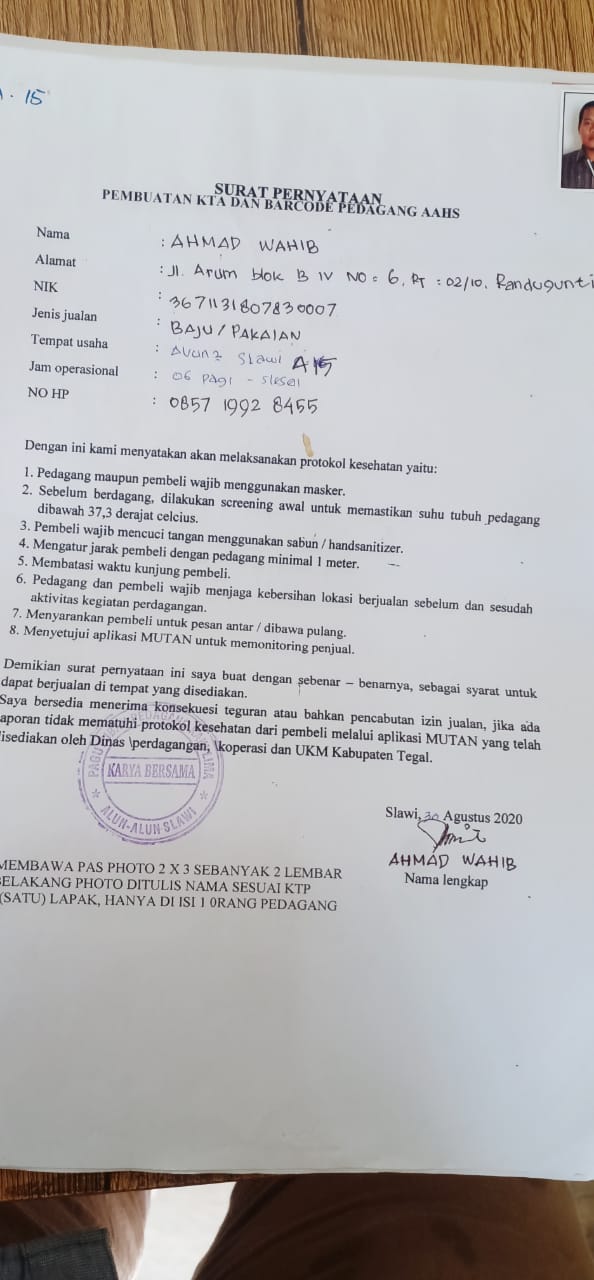 . 15
SURAT PERNYATAAN
PEMBUATAN KTA DAN BARCODE PEDAGANG AAHS
Nama : AHMAD WAHIB
Alamat : Jl. Arum blok B IV NO = 6, RT : 02/10. Randugunti
NIK : 3671131807830007
Jenis jualan : BAJU / PAKAIAN
Tempat usaha : Alun2 Slawi A15
Jam operasional : 06 Pagi - Slesai
NO HP : 0857 1992 8455
Dengan ini kami menyatakan akan melaksanakan protokol kesehatan yaitu:
1. Pedagang maupun pembeli wajib menggunakan masker.
2. Sebelum berdagang, dilakukan screening awal untuk memastikan suhu tubuh pedagang
dibawah 37,3 derajat celcius.
3. Pembeli wajib mencuci tangan menggunakan sabun / handsanitizer.
4. Mengatur jarak pembeli dengan pedagang minimal 1 meter.
5. Membatasi waktu kunjung pembeli.
6. Pedagang dan pembeli wajib menjaga kebersihan lokasi berjualan sebelum dan sesudah
aktivitas kegiatan perdagangan.
7. Menyarankan pembeli untuk pesan antar / dibawa pulang.
8. Menyetujui aplikasi MUTAN untuk memonitoring penjual.
Demikian surat pernyataan ini saya buat dengan sebenar – benarnya, sebagai syarat untuk
dapat berjualan di tempat yang disediakan.
Saya bersedia menerima konsekuesi teguran atau bahkan pencabutan izin jualan, jika ada
aporan tidak mematuhi protokol kesehatan dari pembeli melalui aplikasi MUTAN yang telah
disediakan oleh Dinas \perdagangan, \koperasi dan UKM Kabupaten Tegal.
KARYA BERSAMA
* ALUN-ALUN SLAWI *
Slawi, 30 Agustus 2020
AHMAD WAHIB
Nama lengkap
MEMBAWA PAS PHOTO 2 X 3 SEBANYAK 2 LEMBAR
BELAKANG PHOTO DITULIS NAMA SESUAI KTP
(SATU) LAPAK, HANYA DI ISI 1 0RANG PEDAGANG